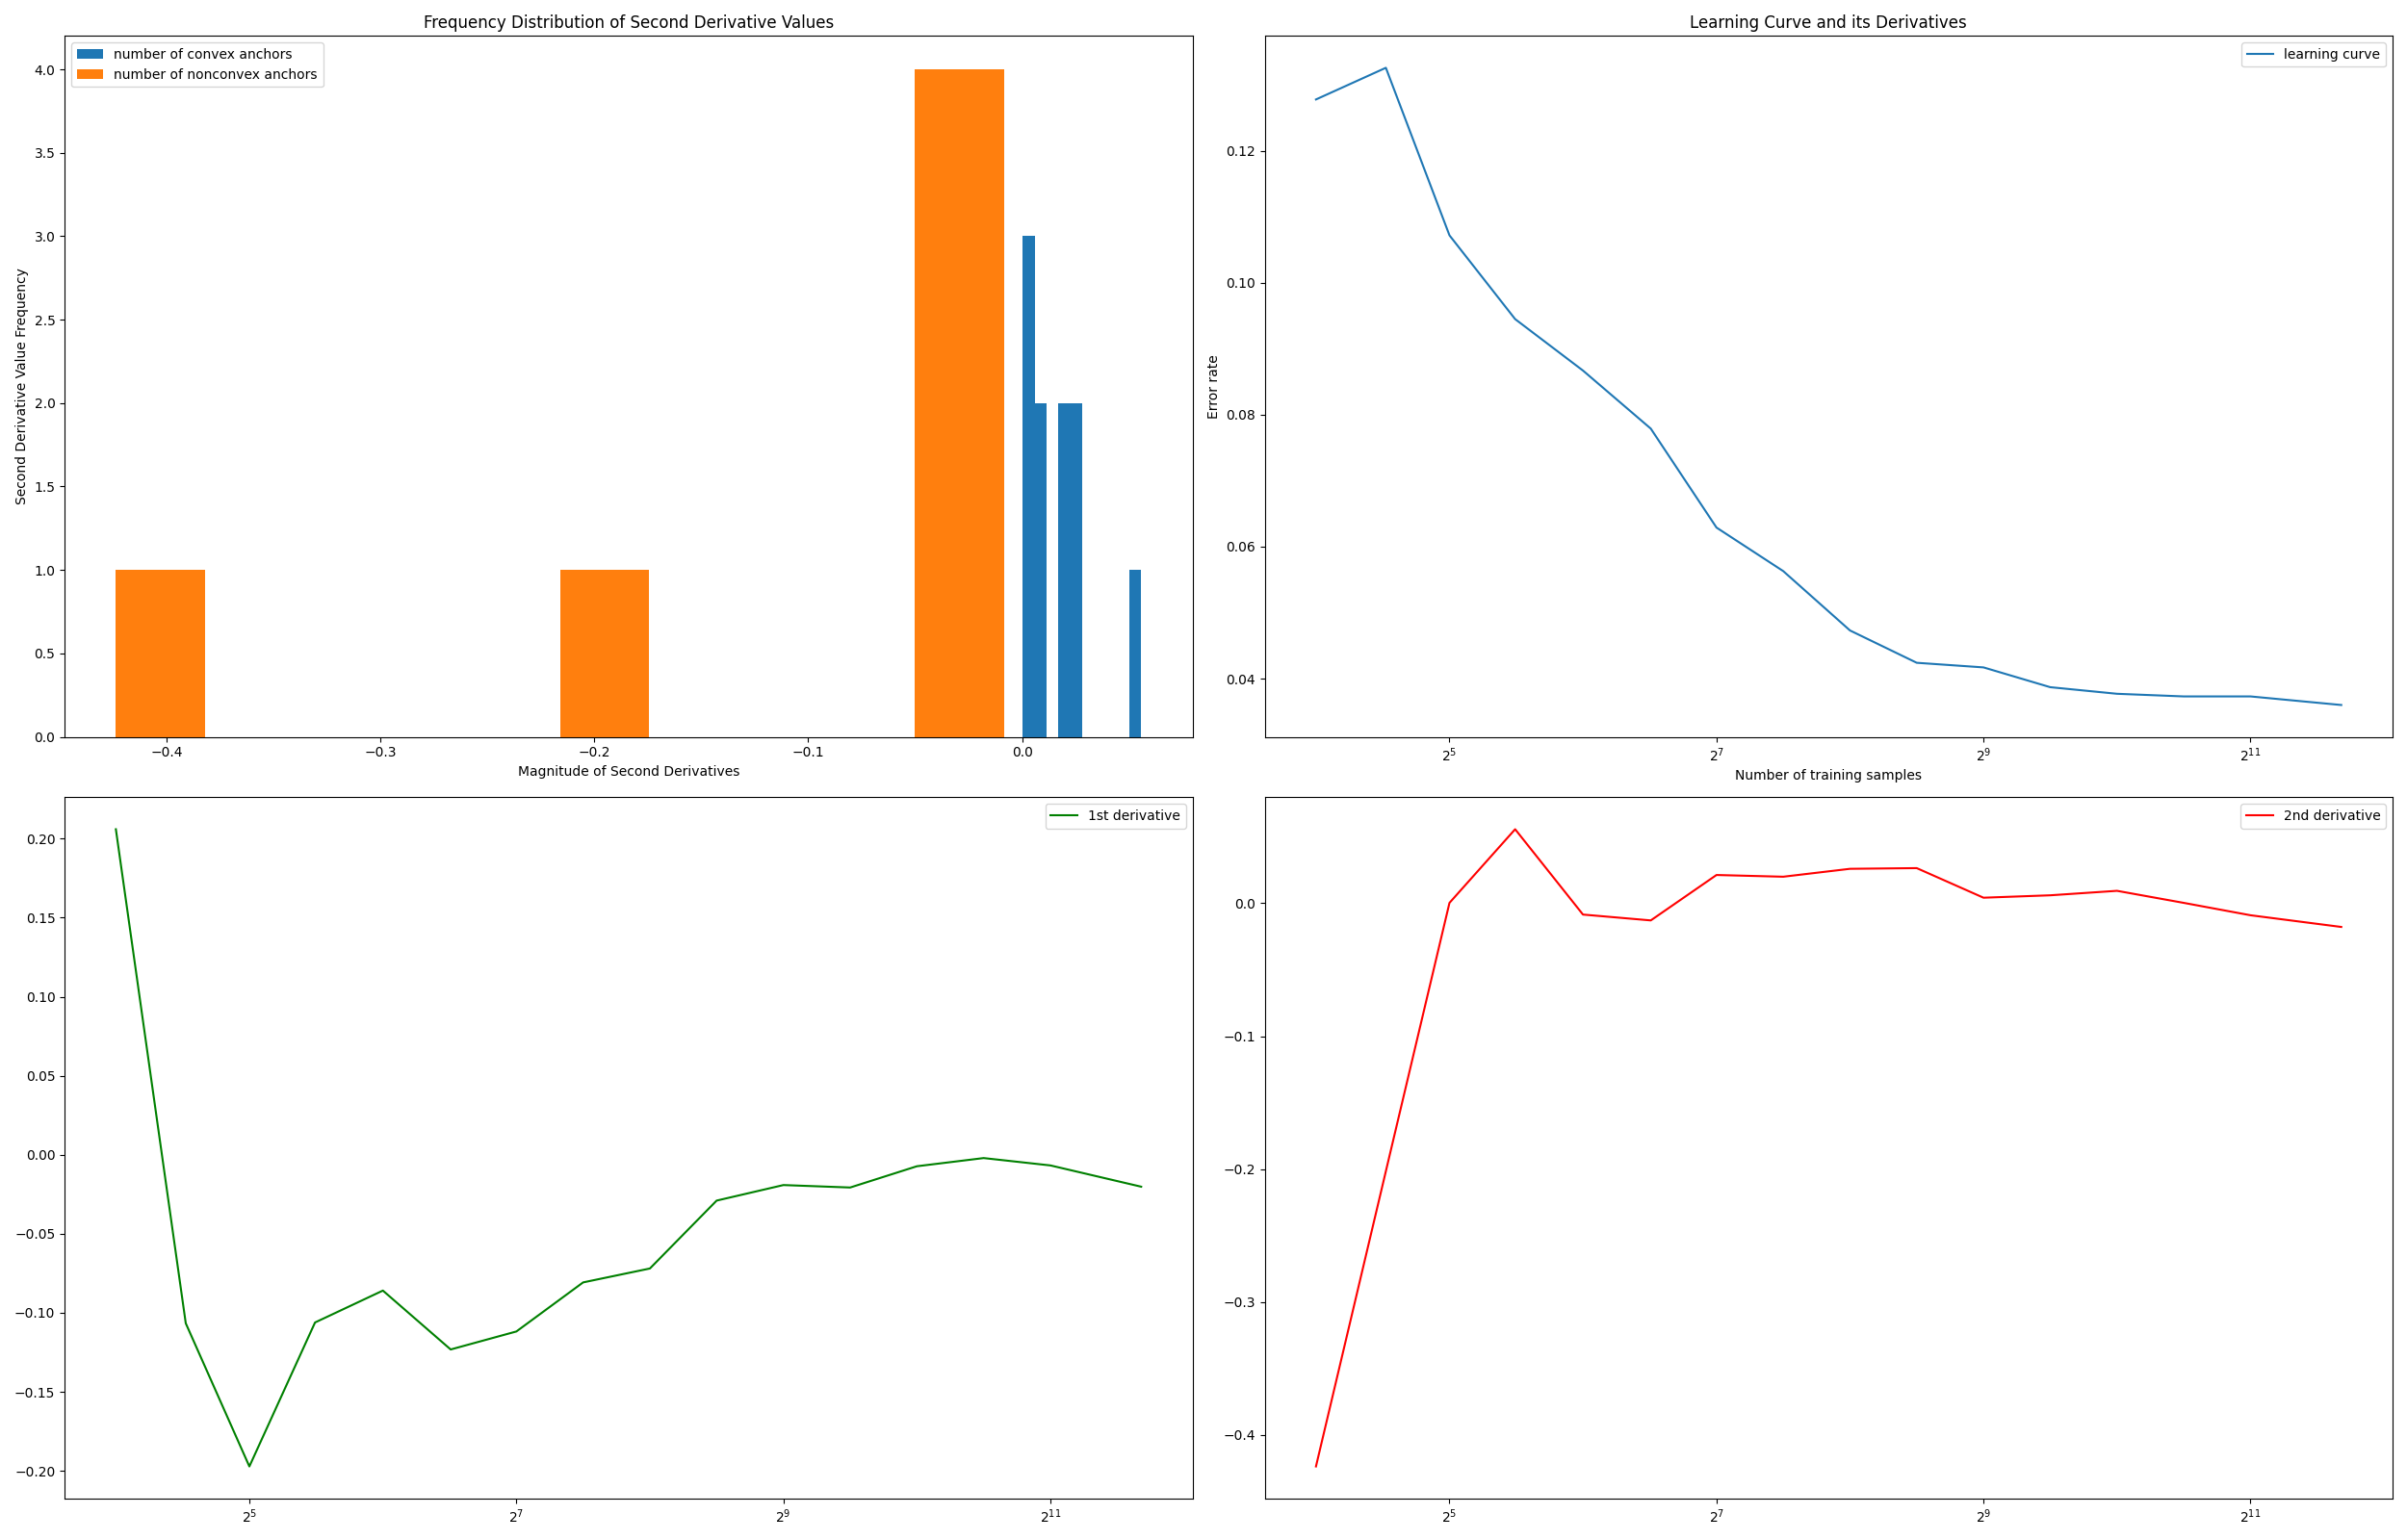 Frequency Distribution of Second Derivative Values
number of convex anchors
number of nonconvex anchors
4.0
3.5
3.0
2.5
2.0
1.5
1.0
0.5
0.0
Second Derivative Value Frequency
−0.4 −0.3 −0.2 −0.1 0.0
Magnitude of Second Derivatives
Learning Curve and its Derivatives
learning curve
0.12
0.10
0.08
0.06
0.04
Error rate
2⁵ 2⁷ 2⁹ 2¹¹
Number of training samples
1st derivative
0.20
0.15
0.10
0.05
0.00
−0.05
−0.10
−0.15
−0.20
2⁵ 2⁷ 2⁹ 2¹¹
2nd derivative
0.0
−0.1
−0.2
−0.3
−0.4
2⁵ 2⁷ 2⁹ 2¹¹